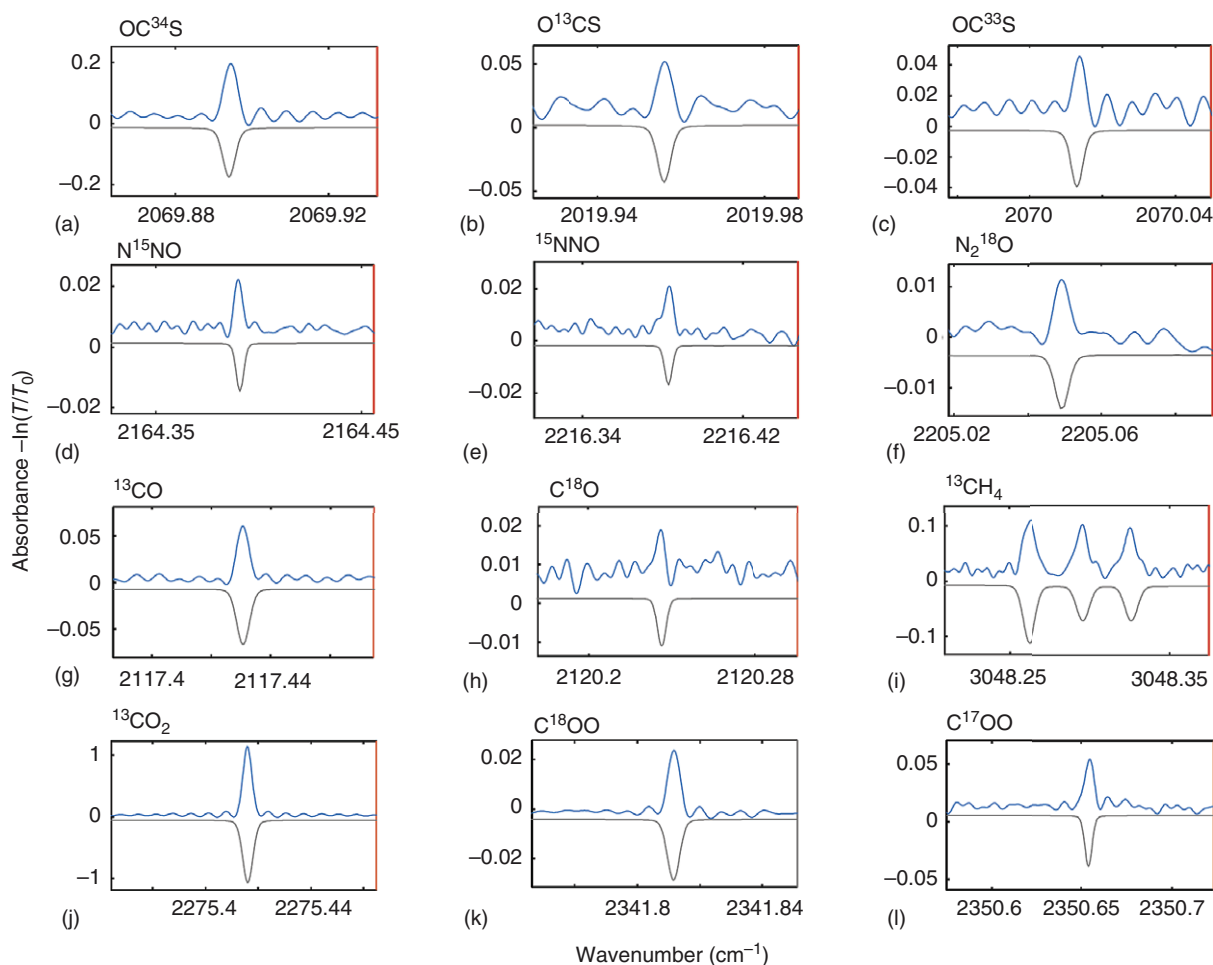 Absorbance –ln(T/T₀)
OC³⁴S
0.2
0
–0.2
2069.88 2069.92
(a)
O¹³CS
0.05
0
–0.05
2019.94 2019.98
(b)
OC³³S
0.04
0.02
0
–0.02
–0.04
2070 2070.04
(c)
N¹⁵NO
0.02
0
–0.02
2164.35 2164.45
(d)
¹⁵NNO
0.02
0
–0.02
2216.34 2216.42
(e)
N₂¹⁸O
0.01
0
–0.01
2205.02 2205.06
(f)
¹³CO
0.05
0
–0.05
2117.4 2117.44
(g)
C¹⁸O
0.02
0.01
0
–0.01
2120.2 2120.28
(h)
¹³CH₄
0.1
0
–0.1
3048.25 3048.35
(i)
¹³CO₂
1
0
–1
2275.4 2275.44
(j)
C¹⁸OO
0.02
0
–0.02
2341.8 2341.84
(k)
C¹⁷OO
0.05
0
–0.05
2350.6 2350.65 2350.7
(l)
Wavenumber (cm⁻¹)